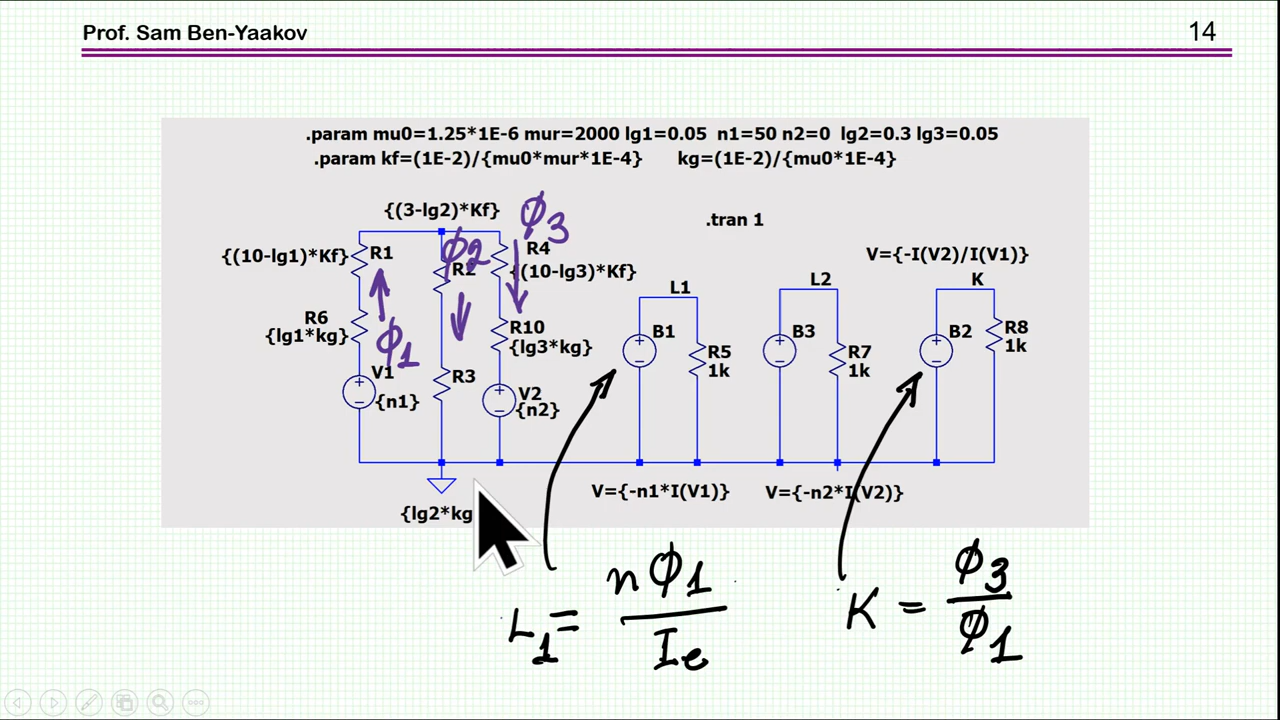 Prof. Sam Ben-Yaakov
14
.param mu0=1.25*1E-6 mur=2000 lg1=0.05 n1=50 n2=0 lg2=0.3 lg3=0.05
.param kf=(1E-2)/{mu0*mur*1E-4} kg=(1E-2)/{mu0*1E-4}
{(3-lg2)*Kf}
ϕ3
.tran 1
{(10-lg1)*Kf}
R1
ϕ2
R2
R4
{(10-lg3)*Kf}
V={-I(V2)/I(V1)}
L1
L2
K
R6
{lg1*kg}
ϕ1
R10
{lg3*kg}
B1
R5
1k
B3
R7
1k
B2
R8
1k
V1
{n1}
R3
V2
{n2}
V={-n1*I(V1)}
V={-n2*I(V2)}
{lg2*kg
L1 = nϕ1 / Ie
K = ϕ3 / ϕ1